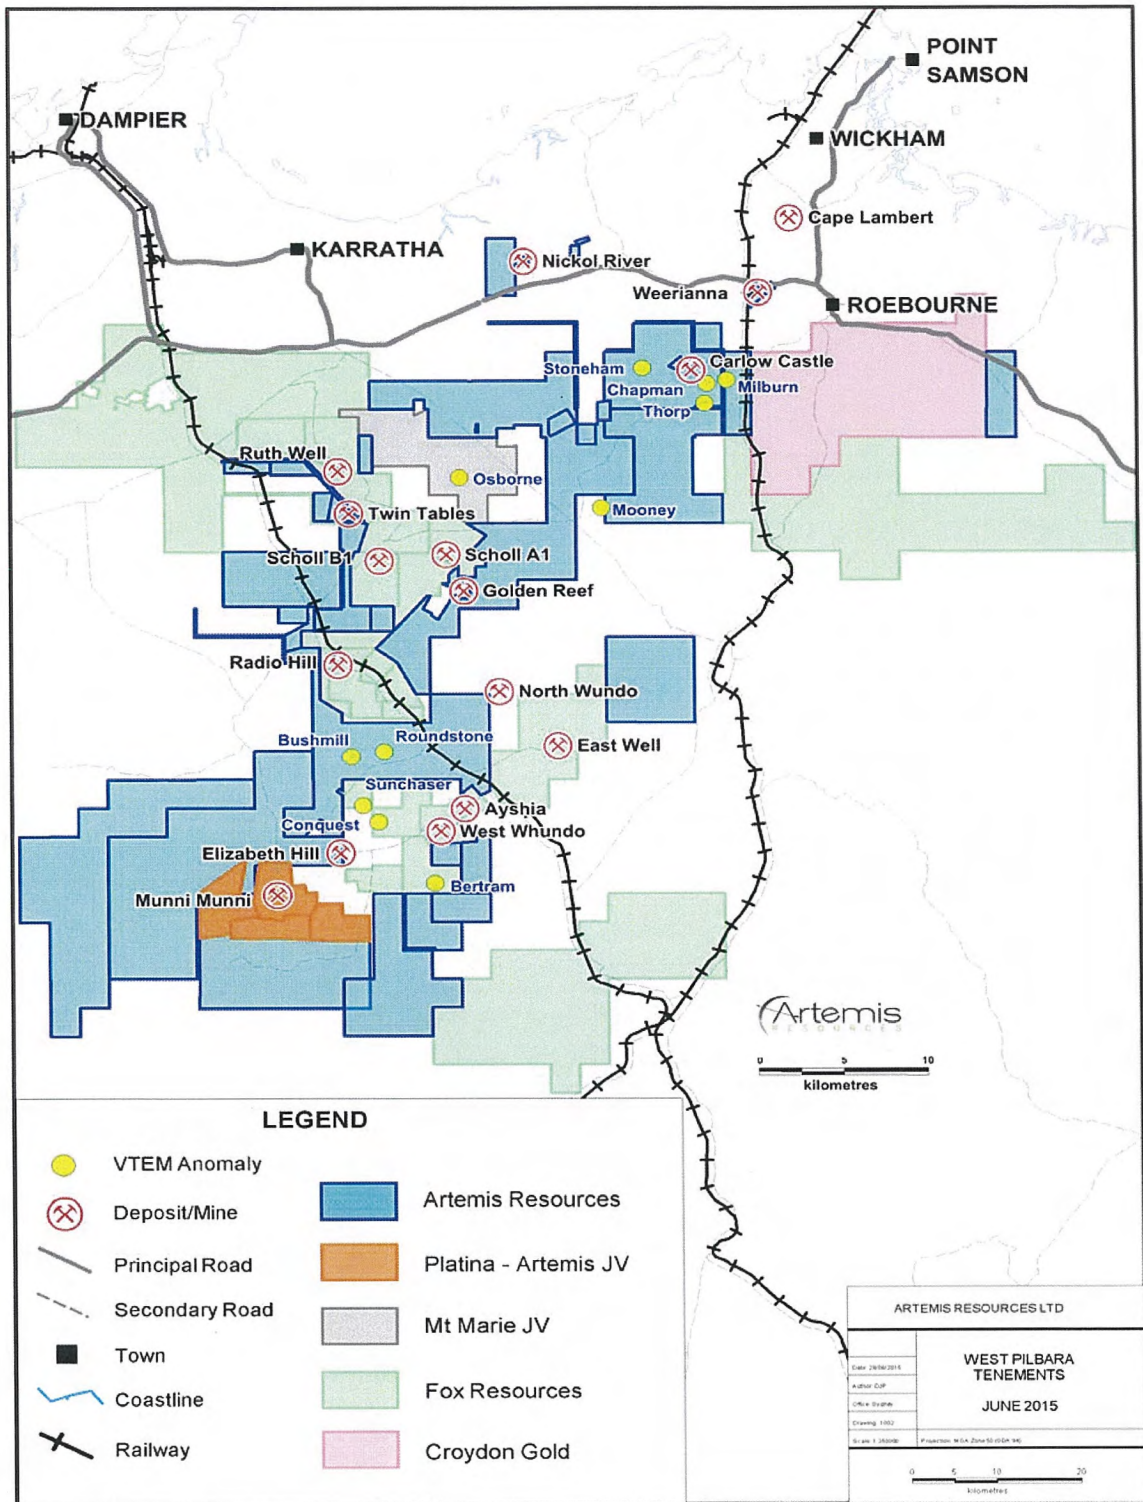 POINT
SAMSON
DAMPIER
WICKHAM
Cape Lambert
KARRATHA
Nickol River
Weerianna
ROEBOURNE
Stoneham
Carlow Castle
Chapman
Milburn
Thorp
Ruth Well
Osborne
Twin Tables
Mooney
Scholl B1
Scholl A1
Golden Reef
Radio Hill
North Wundo
Bushmill
Roundstone
East Well
Sunchaser
Ayshia
Conquest
West Whundo
Elizabeth Hill
Bertram
Munni Munni
Artemis
RESOURCES
0 5 10
kilometres
LEGEND
VTEM Anomaly
Deposit/Mine
Principal Road
Secondary Road
Town
Coastline
Railway
Artemis Resources
Platina - Artemis JV
Mt Marie JV
Fox Resources
Croydon Gold
ARTEMIS RESOURCES LTD
WEST PILBARA
TENEMENTS
JUNE 2015
Office: Sydney
0 5 10 20
kilometres